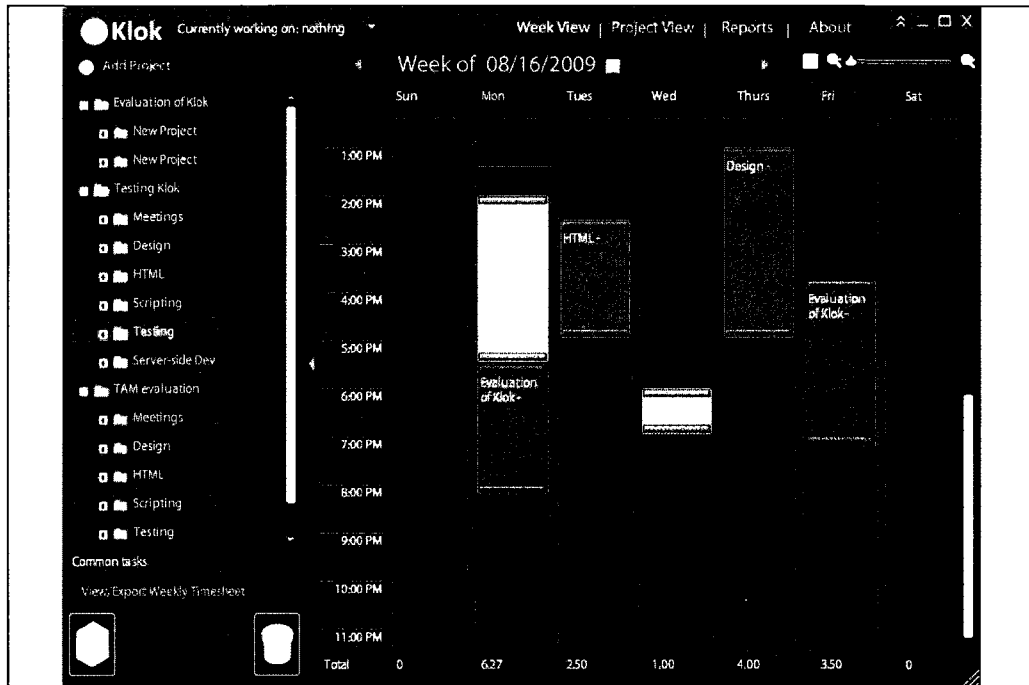 Klok Currently working on: nothing
Week View | Project View | Reports | About
Add Project
Week of 08/16/2009
Sun Mon Tues Wed Thurs Fri Sat
Evaluation of Klok
New Project
New Project
Testing Klok
Meetings
Design
HTML
Scripting
Testing
Server-side Dev
TAM evaluation
Meetings
Design
HTML
Scripting
Testing
Common tasks
View/Export Weekly Timesheet
1:00 PM
2:00 PM
3:00 PM
4:00 PM
5:00 PM
6:00 PM
7:00 PM
8:00 PM
9:00 PM
10:00 PM
11:00 PM
Evaluation
of Klok -
HTML -
Design -
Evaluation
of Klok -
Total 0 6.27 2.50 1.00 4.00 3.50 0